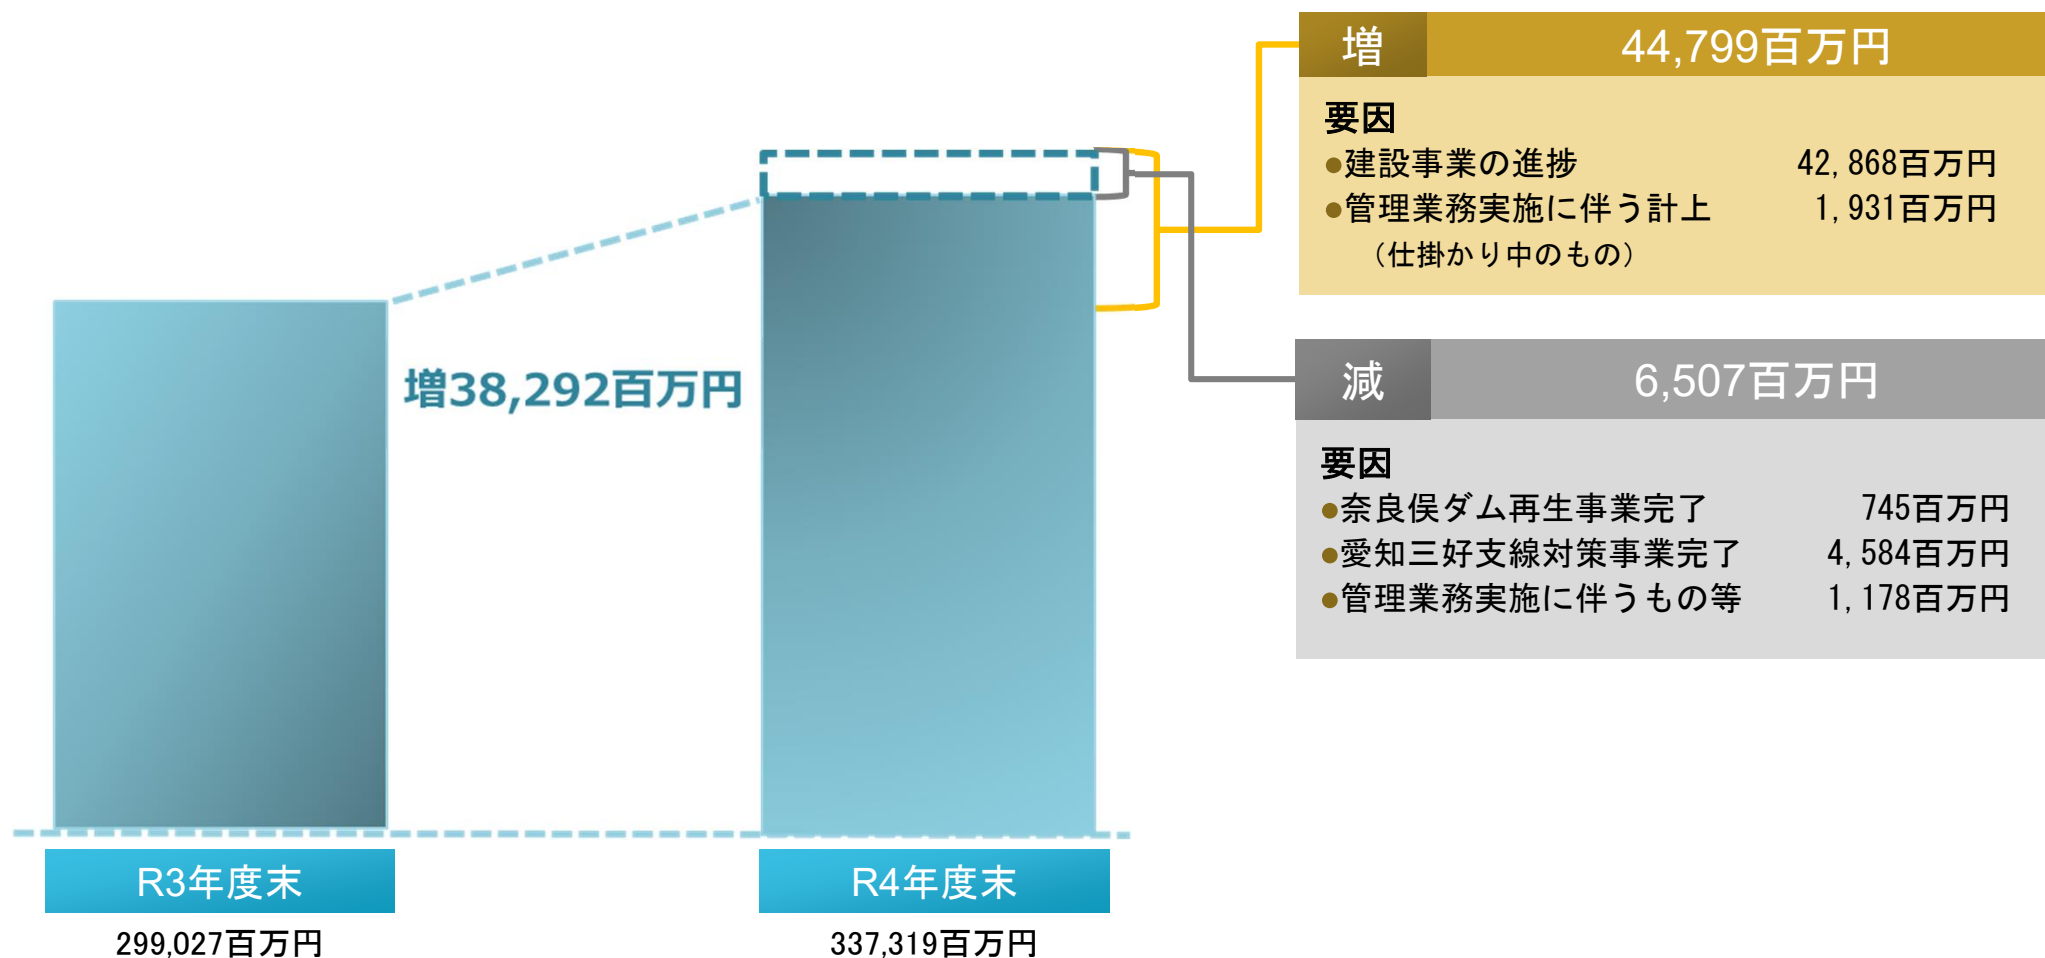 増38,292百万円
R3年度末
299,027百万円
R4年度末
337,319百万円
増 44,799百万円
要因
●建設事業の進捗 42,868百万円
●管理業務実施に伴う計上 1,931百万円
（仕掛かり中のもの）
減 6,507百万円
要因
●奈良俣ダム再生事業完了 745百万円
●愛知三好支線対策事業完了 4,584百万円
●管理業務実施に伴うもの等 1,178百万円